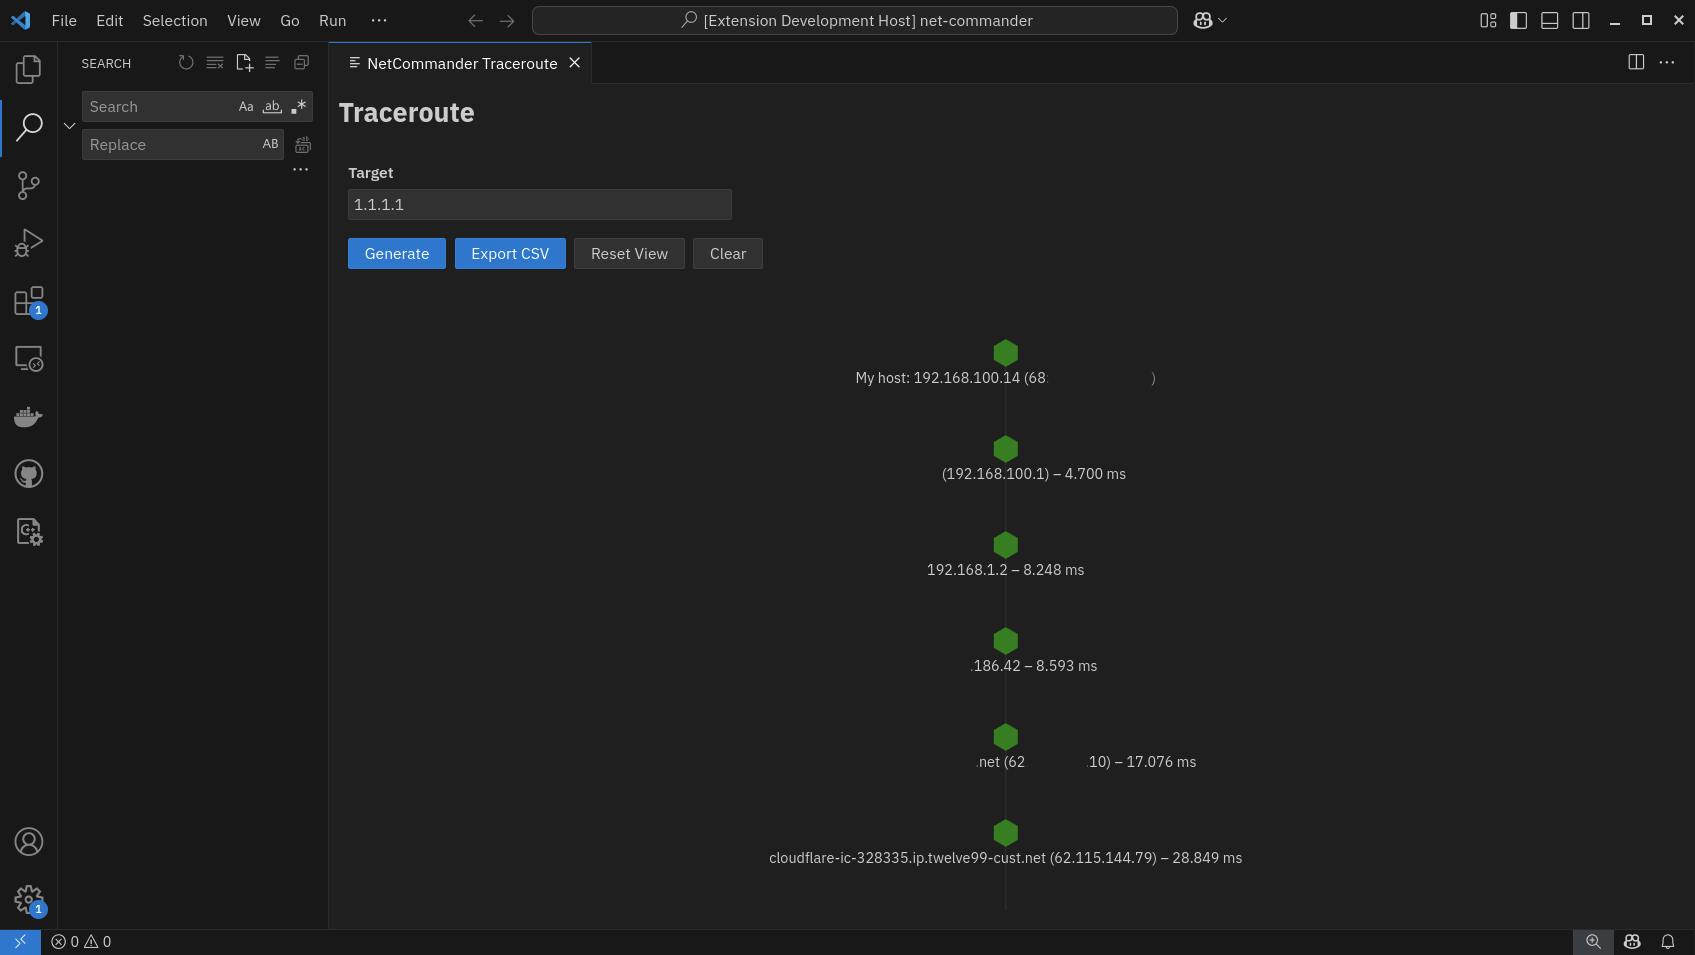 File Edit Selection View Go Run ···
[Extension Development Host] net-commander
SEARCH
NetCommander Traceroute
Search Aa ab
Replace AB
Traceroute
Target
1.1.1.1
Generate Export CSV Reset View Clear
My host: 192.168.100.14 (68: )
(192.168.100.1) – 4.700 ms
192.168.1.2 – 8.248 ms
.186.42 – 8.593 ms
.net (62 .10) – 17.076 ms
cloudflare-ic-328335.ip.twelve99-cust.net (62.115.144.79) – 28.849 ms
1
1
0 0